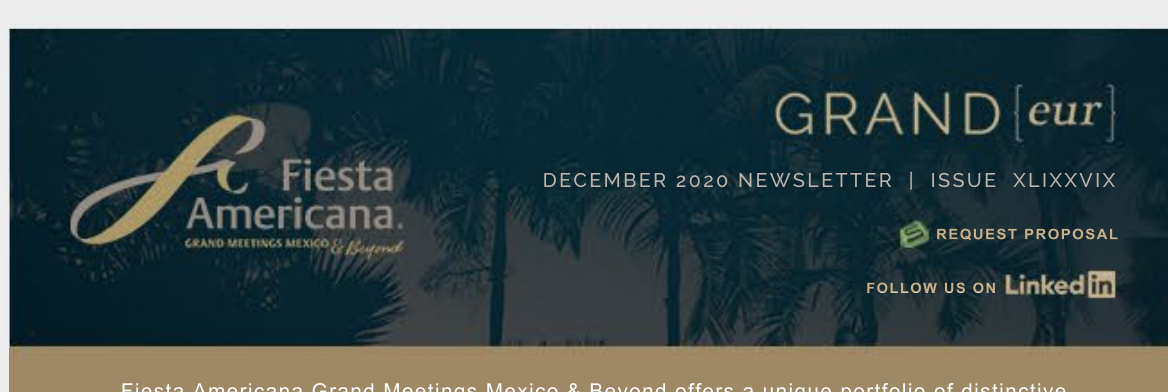 GRAND {eur}
DECEMBER 2020 NEWSLETTER | ISSUE XLIXXVIX
Fiesta
Americana.
GRAND MEETINGS MEXICO & Beyond
REQUEST PROPOSAL
FOLLOW US ON LinkedIn
Fiesta Americana Grand Meetings Mexico & Beyond offers a unique portfolio of distinctive